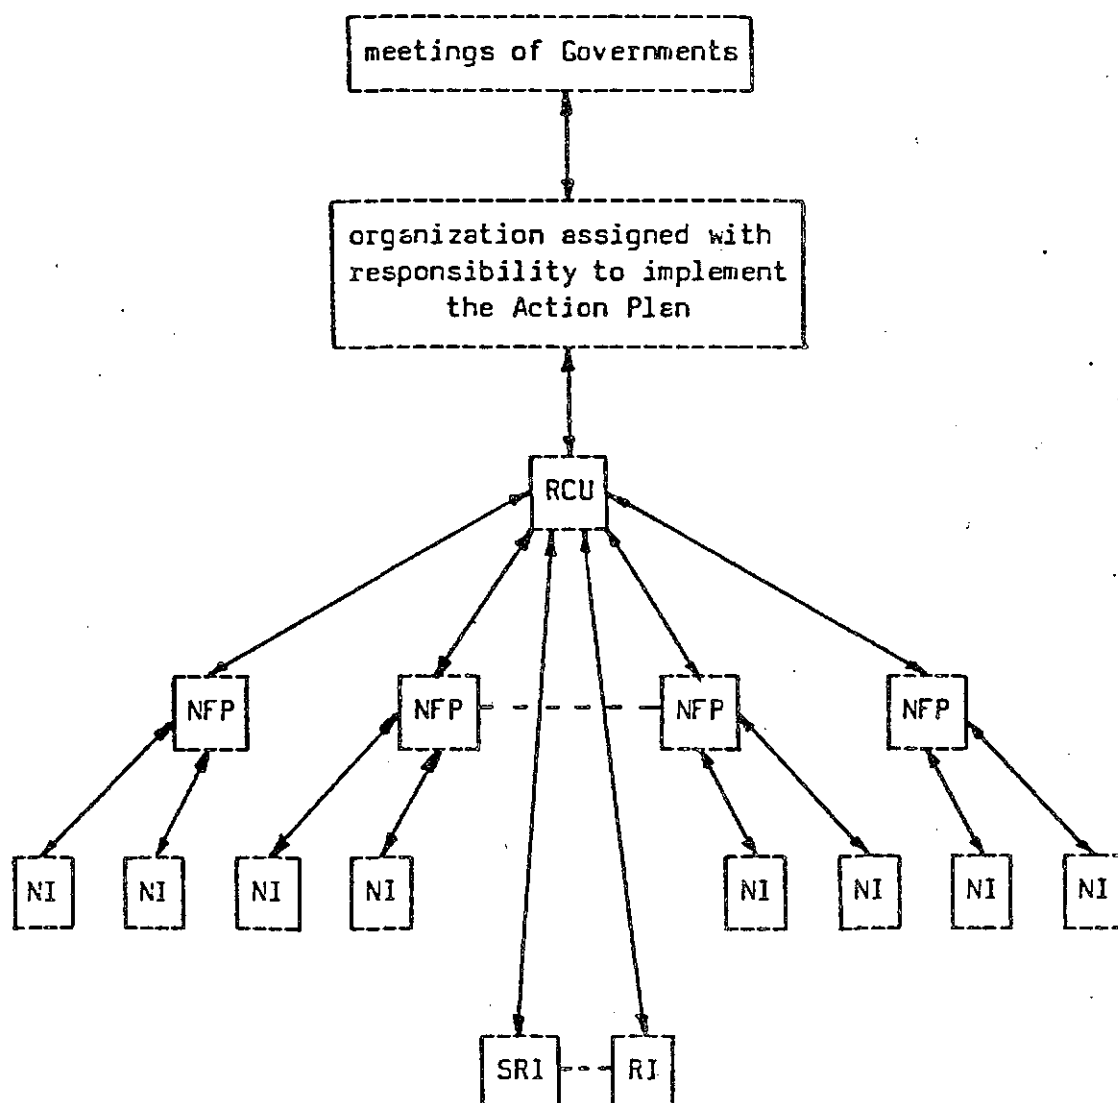 meetings of Governments
organization assigned with
responsibility to implement
the Action Plan
RCU
NFP NFP NFP NFP
NI NI NI NI NI NI NI NI
SRI RI